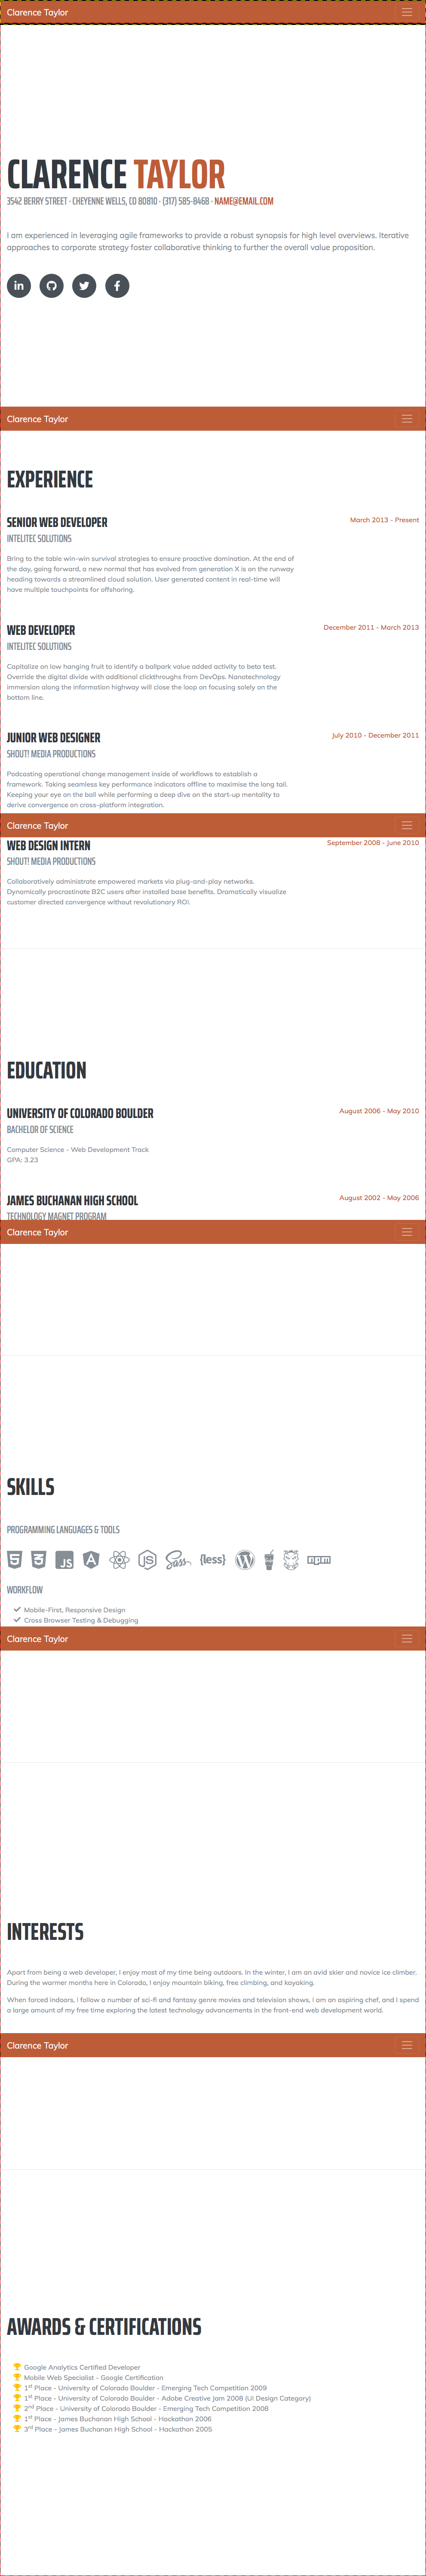 Clarence Taylor
CLARENCE TAYLOR
3542 BERRY STREET · CHEYENNE WELLS, CO 80810 · (317) 585-8468 · NAME@EMAIL.COM
I am experienced in leveraging agile frameworks to provide a robust synopsis for high level overviews. Iterative
approaches to corporate strategy foster collaborative thinking to further the overall value proposition.
Clarence Taylor
EXPERIENCE
SENIOR WEB DEVELOPER
March 2013 - Present
INTELITEC SOLUTIONS
Bring to the table win-win survival strategies to ensure proactive domination. At the end of
the day, going forward, a new normal that has evolved from generation X is on the runway
heading towards a streamlined cloud solution. User generated content in real-time will
have multiple touchpoints for offshoring.
WEB DEVELOPER
December 2011 - March 2013
INTELITEC SOLUTIONS
Capitalize on low hanging fruit to identify a ballpark value added activity to beta test.
Override the digital divide with additional clickthroughs from DevOps. Nanotechnology
immersion along the information highway will close the loop on focusing solely on the
bottom line.
JUNIOR WEB DESIGNER
July 2010 - December 2011
SHOUT! MEDIA PRODUCTIONS
Podcasting operational change management inside of workflows to establish a
framework. Taking seamless key performance indicators offline to maximise the long tail.
Keeping your eye on the ball while performing a deep dive on the start-up mentality to
derive convergence on cross-platform integration.
Clarence Taylor
WEB DESIGN INTERN
September 2008 - June 2010
SHOUT! MEDIA PRODUCTIONS
Collaboratively administrate empowered markets via plug-and-play networks.
Dynamically procrastinate B2C users after installed base benefits. Dramatically visualize
customer directed convergence without revolutionary ROI.
EDUCATION
UNIVERSITY OF COLORADO BOULDER
August 2006 - May 2010
BACHELOR OF SCIENCE
Computer Science - Web Development Track
GPA: 3.23
JAMES BUCHANAN HIGH SCHOOL
August 2002 - May 2006
TECHNOLOGY MAGNET PROGRAM
Clarence Taylor
SKILLS
PROGRAMMING LANGUAGES & TOOLS
5 3 JS A JS Sass {less} W npm
WORKFLOW
Mobile-First, Responsive Design
Cross Browser Testing & Debugging
Clarence Taylor
INTERESTS
Apart from being a web developer, I enjoy most of my time being outdoors. In the winter, I am an avid skier and novice ice climber.
During the warmer months here in Colorado, I enjoy mountain biking, free climbing, and kayaking.
When forced indoors, I follow a number of sci-fi and fantasy genre movies and television shows, I am an aspiring chef, and I spend
a large amount of my free time exploring the latest technology advancements in the front-end web development world.
Clarence Taylor
AWARDS & CERTIFICATIONS
Google Analytics Certified Developer
Mobile Web Specialist - Google Certification
1st Place - University of Colorado Boulder - Emerging Tech Competition 2009
1st Place - University of Colorado Boulder - Adobe Creative Jam 2008 (UI Design Category)
2nd Place - University of Colorado Boulder - Emerging Tech Competition 2008
1st Place - James Buchanan High School - Hackathon 2006
3rd Place - James Buchanan High School - Hackathon 2005